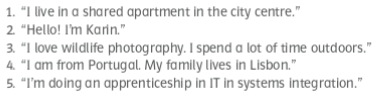 1. “I live in a shared apartment in the city centre.”
2. “Hello! I’m Karin.”
3. “I love wildlife photography. I spend a lot of time outdoors.”
4. “I am from Portugal. My family lives in Lisbon.”
5. “I’m doing an apprenticeship in IT in systems integration.”